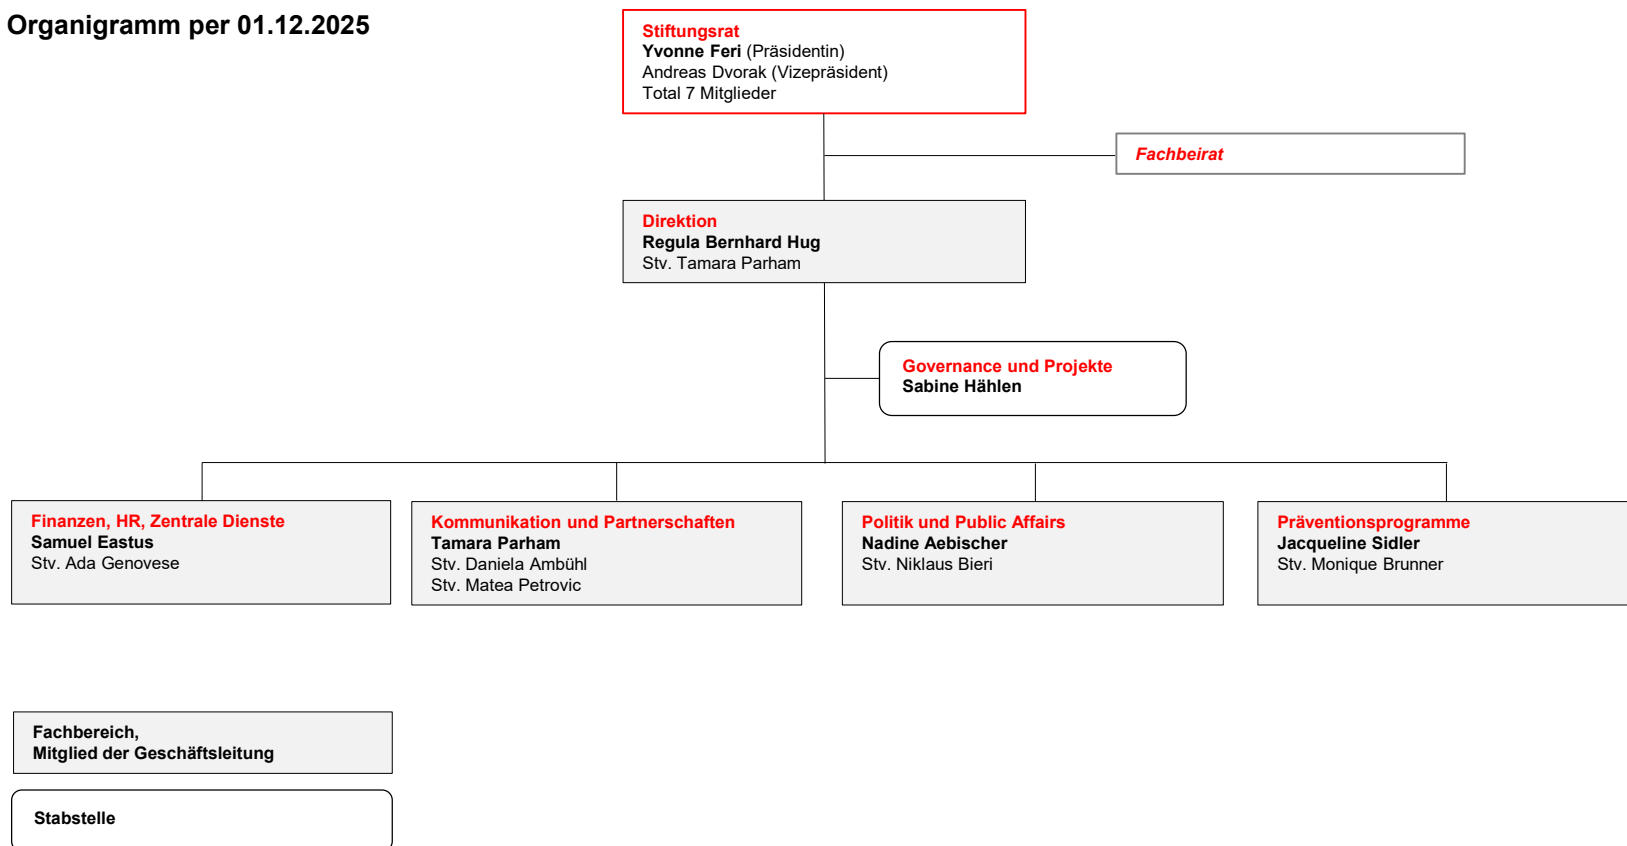 Organigramm per 01.12.2025
Stiftungsrat
Yvonne Feri (Präsidentin)
Andreas Dvorak (Vizepräsident)
Total 7 Mitglieder
Fachbeirat
Direktion
Regula Bernhard Hug
Stv. Tamara Parham
Governance und Projekte
Sabine Hählen
Finanzen, HR, Zentrale Dienste
Samuel Eastus
Stv. Ada Genovese
Kommunikation und Partnerschaften
Tamara Parham
Stv. Daniela Ambühl
Stv. Matea Petrovic
Politik und Public Affairs
Nadine Aebischer
Stv. Niklaus Bieri
Präventionsprogramme
Jacqueline Sidler
Stv. Monique Brunner
Fachbereich,
Mitglied der Geschäftsleitung
Stabstelle